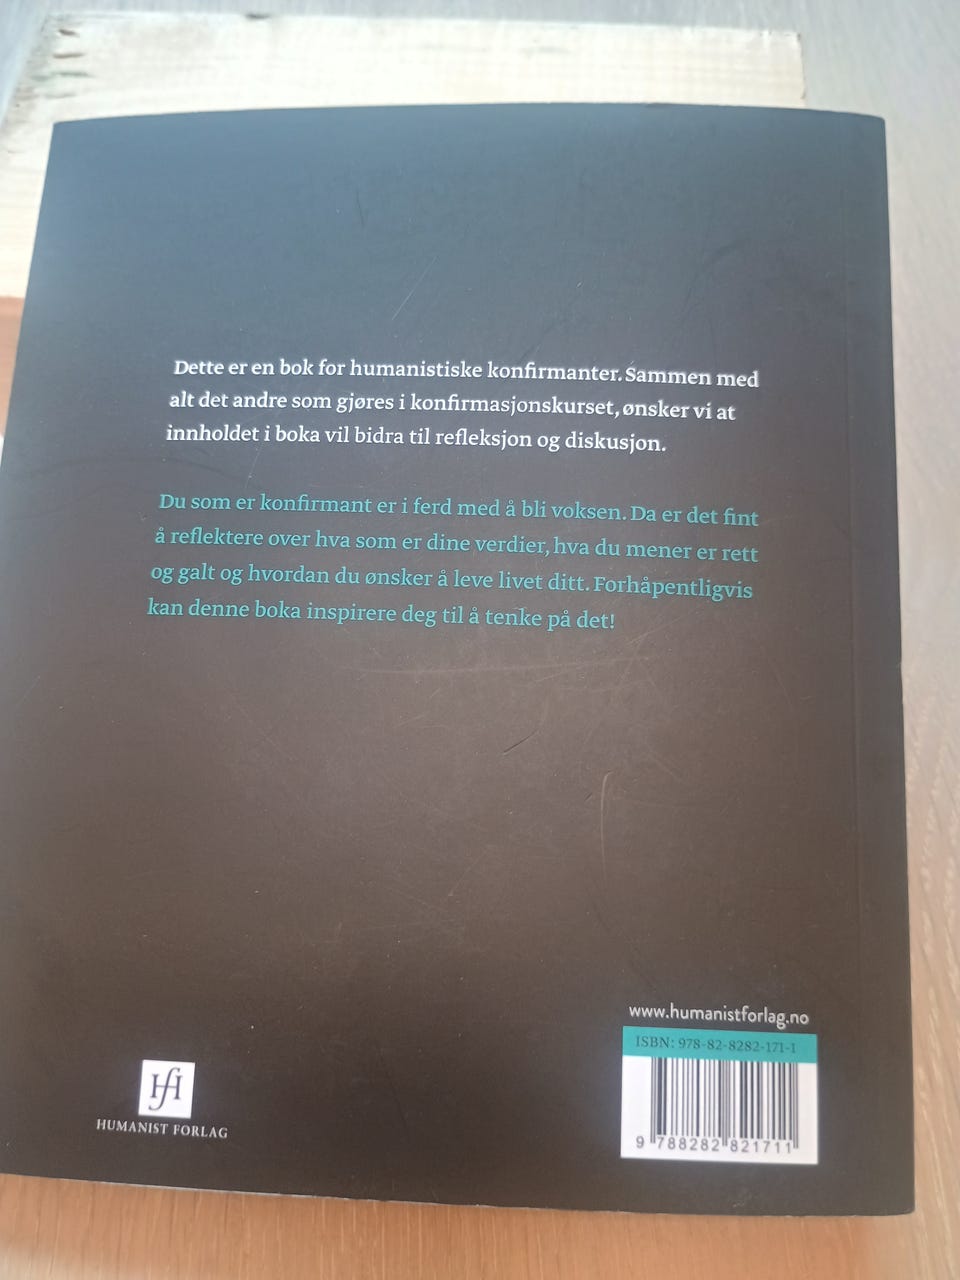 Dette er en bok for humanistiske konfirmanter. Sammen med
alt det andre som gjøres i konfirmasjonskurset, ønsker vi at
innholdet i boka vil bidra til refleksjon og diskusjon.
Du som er konfirmant er i ferd med å bli voksen. Da er det fint
å reflektere over hva som er dine verdier, hva du mener er rett
og galt og hvordan du ønsker å leve livet ditt. Forhåpentligvis
kan denne boka inspirere deg til å tenke på det!
www.humanistforlag.no
ISBN: 978-82-8282-171-1
9 788282 821711
Hf
HUMANIST FORLAG